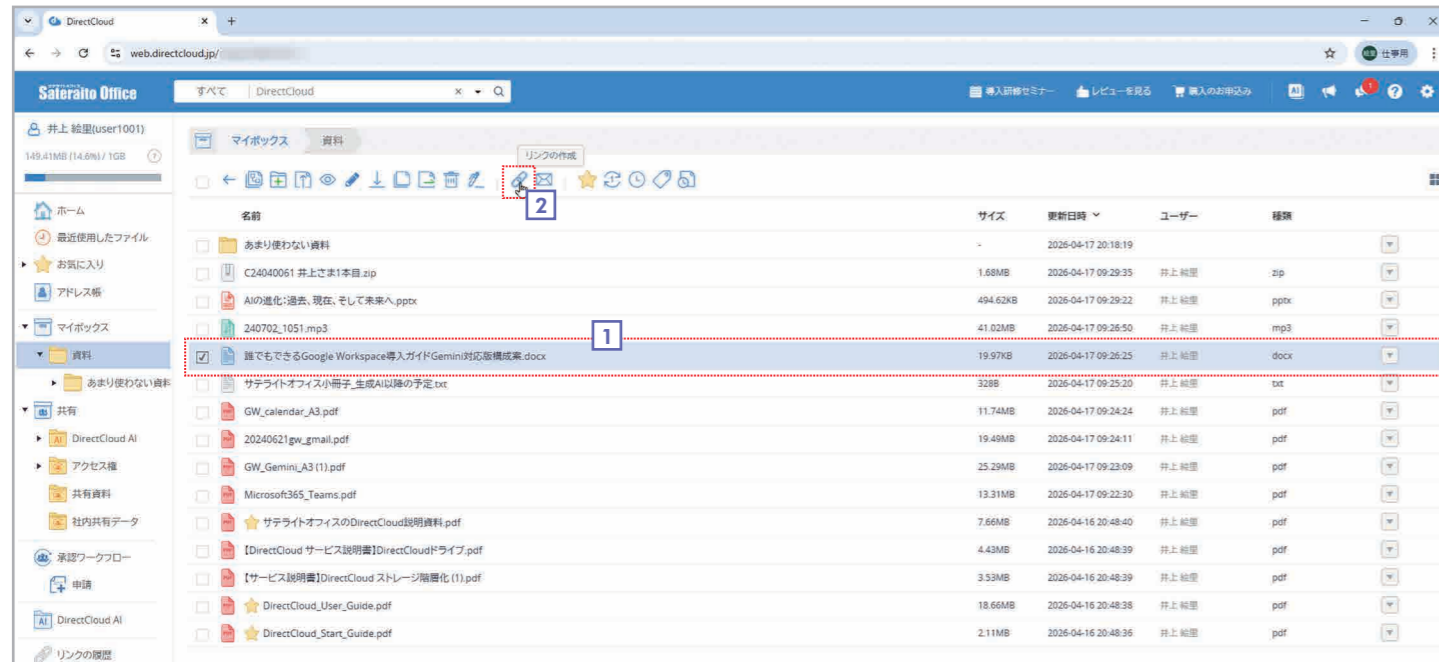 DirectCloud
web.directcloud.jp/
仕事用
サテライトオフィス
Sateraito Office
すべて DirectCloud
導入研修セミナー レビューを見る 購入のお申込み AI
井上 絵里(user1001)
149.41MB (14.6%) / 1GB
マイボックス 資料
リンクの作成
2
ホーム
最近使用したファイル
お気に入り
アドレス帳
マイボックス
資料
あまり使わない資料
共有
AI DirectCloud AI
アクセス権
共有資料
社内共有データ
承認ワークフロー
申請
AI DirectCloud AI
リンクの履歴
名前 サイズ 更新日時 ユーザー 種類
あまり使わない資料 - 2026-04-17 20:18:19
C24040061 井上さま1本目.zip 1.68MB 2026-04-17 09:29:35 井上 絵里 zip
AIの進化：過去、現在、そして未来へ.pptx 494.62KB 2026-04-17 09:29:22 井上 絵里 pptx
240702_1051.mp3 41.02MB 2026-04-17 09:26:50 井上 絵里 mp3
1
誰でもできるGoogle Workspace導入ガイドGemini対応版構成案.docx 19.97KB 2026-04-17 09:26:25 井上 絵里 docx
サテライトオフィス小冊子_生成AI以降の予定.txt 328B 2026-04-17 09:25:20 井上 絵里 txt
GW_calendar_A3.pdf 11.74MB 2026-04-17 09:24:24 井上 絵里 pdf
20240621gw_gmail.pdf 19.49MB 2026-04-17 09:24:11 井上 絵里 pdf
GW_Gemini_A3 (1).pdf 25.29MB 2026-04-17 09:23:09 井上 絵里 pdf
Microsoft365_Teams.pdf 13.31MB 2026-04-17 09:22:30 井上 絵里 pdf
サテライトオフィスのDirectCloud説明資料.pdf 7.66MB 2026-04-16 20:48:40 井上 絵里 pdf
【DirectCloud サービス説明書】DirectCloudドライブ.pdf 4.43MB 2026-04-16 20:48:39 井上 絵里 pdf
【サービス説明書】DirectCloud ストレージ階層化 (1).pdf 3.53MB 2026-04-16 20:48:39 井上 絵里 pdf
DirectCloud_User_Guide.pdf 18.66MB 2026-04-16 20:48:38 井上 絵里 pdf
DirectCloud_Start_Guide.pdf 2.11MB 2026-04-16 20:48:36 井上 絵里 pdf